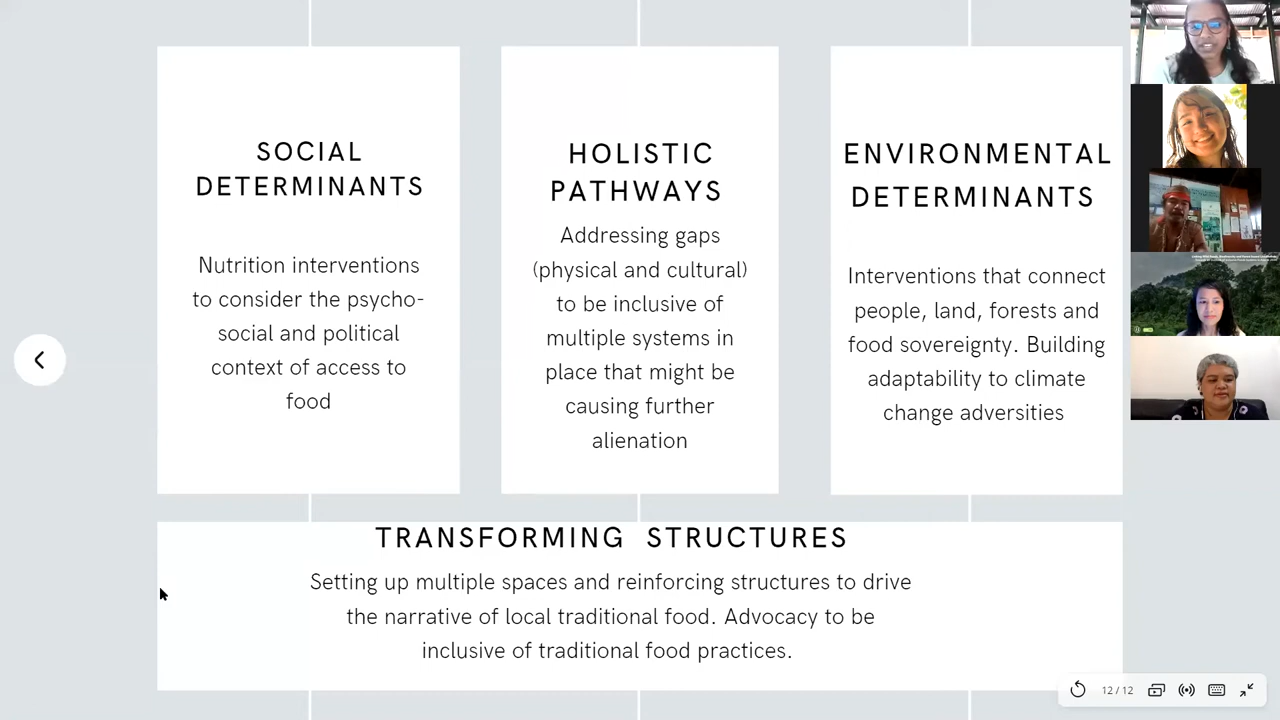 SOCIAL
DETERMINANTS
Nutrition interventions
to consider the psycho-
social and political
context of access to
food
HOLISTIC
PATHWAYS
Addressing gaps
(physical and cultural)
to be inclusive of
multiple systems in
place that might be
causing further
alienation
ENVIRONMENTAL
DETERMINANTS
Interventions that connect
people, land, forests and
food sovereignty. Building
adaptability to climate
change adversities
TRANSFORMING STRUCTURES
Setting up multiple spaces and reinforcing structures to drive
the narrative of local traditional food. Advocacy to be
inclusive of traditional food practices.
12/12